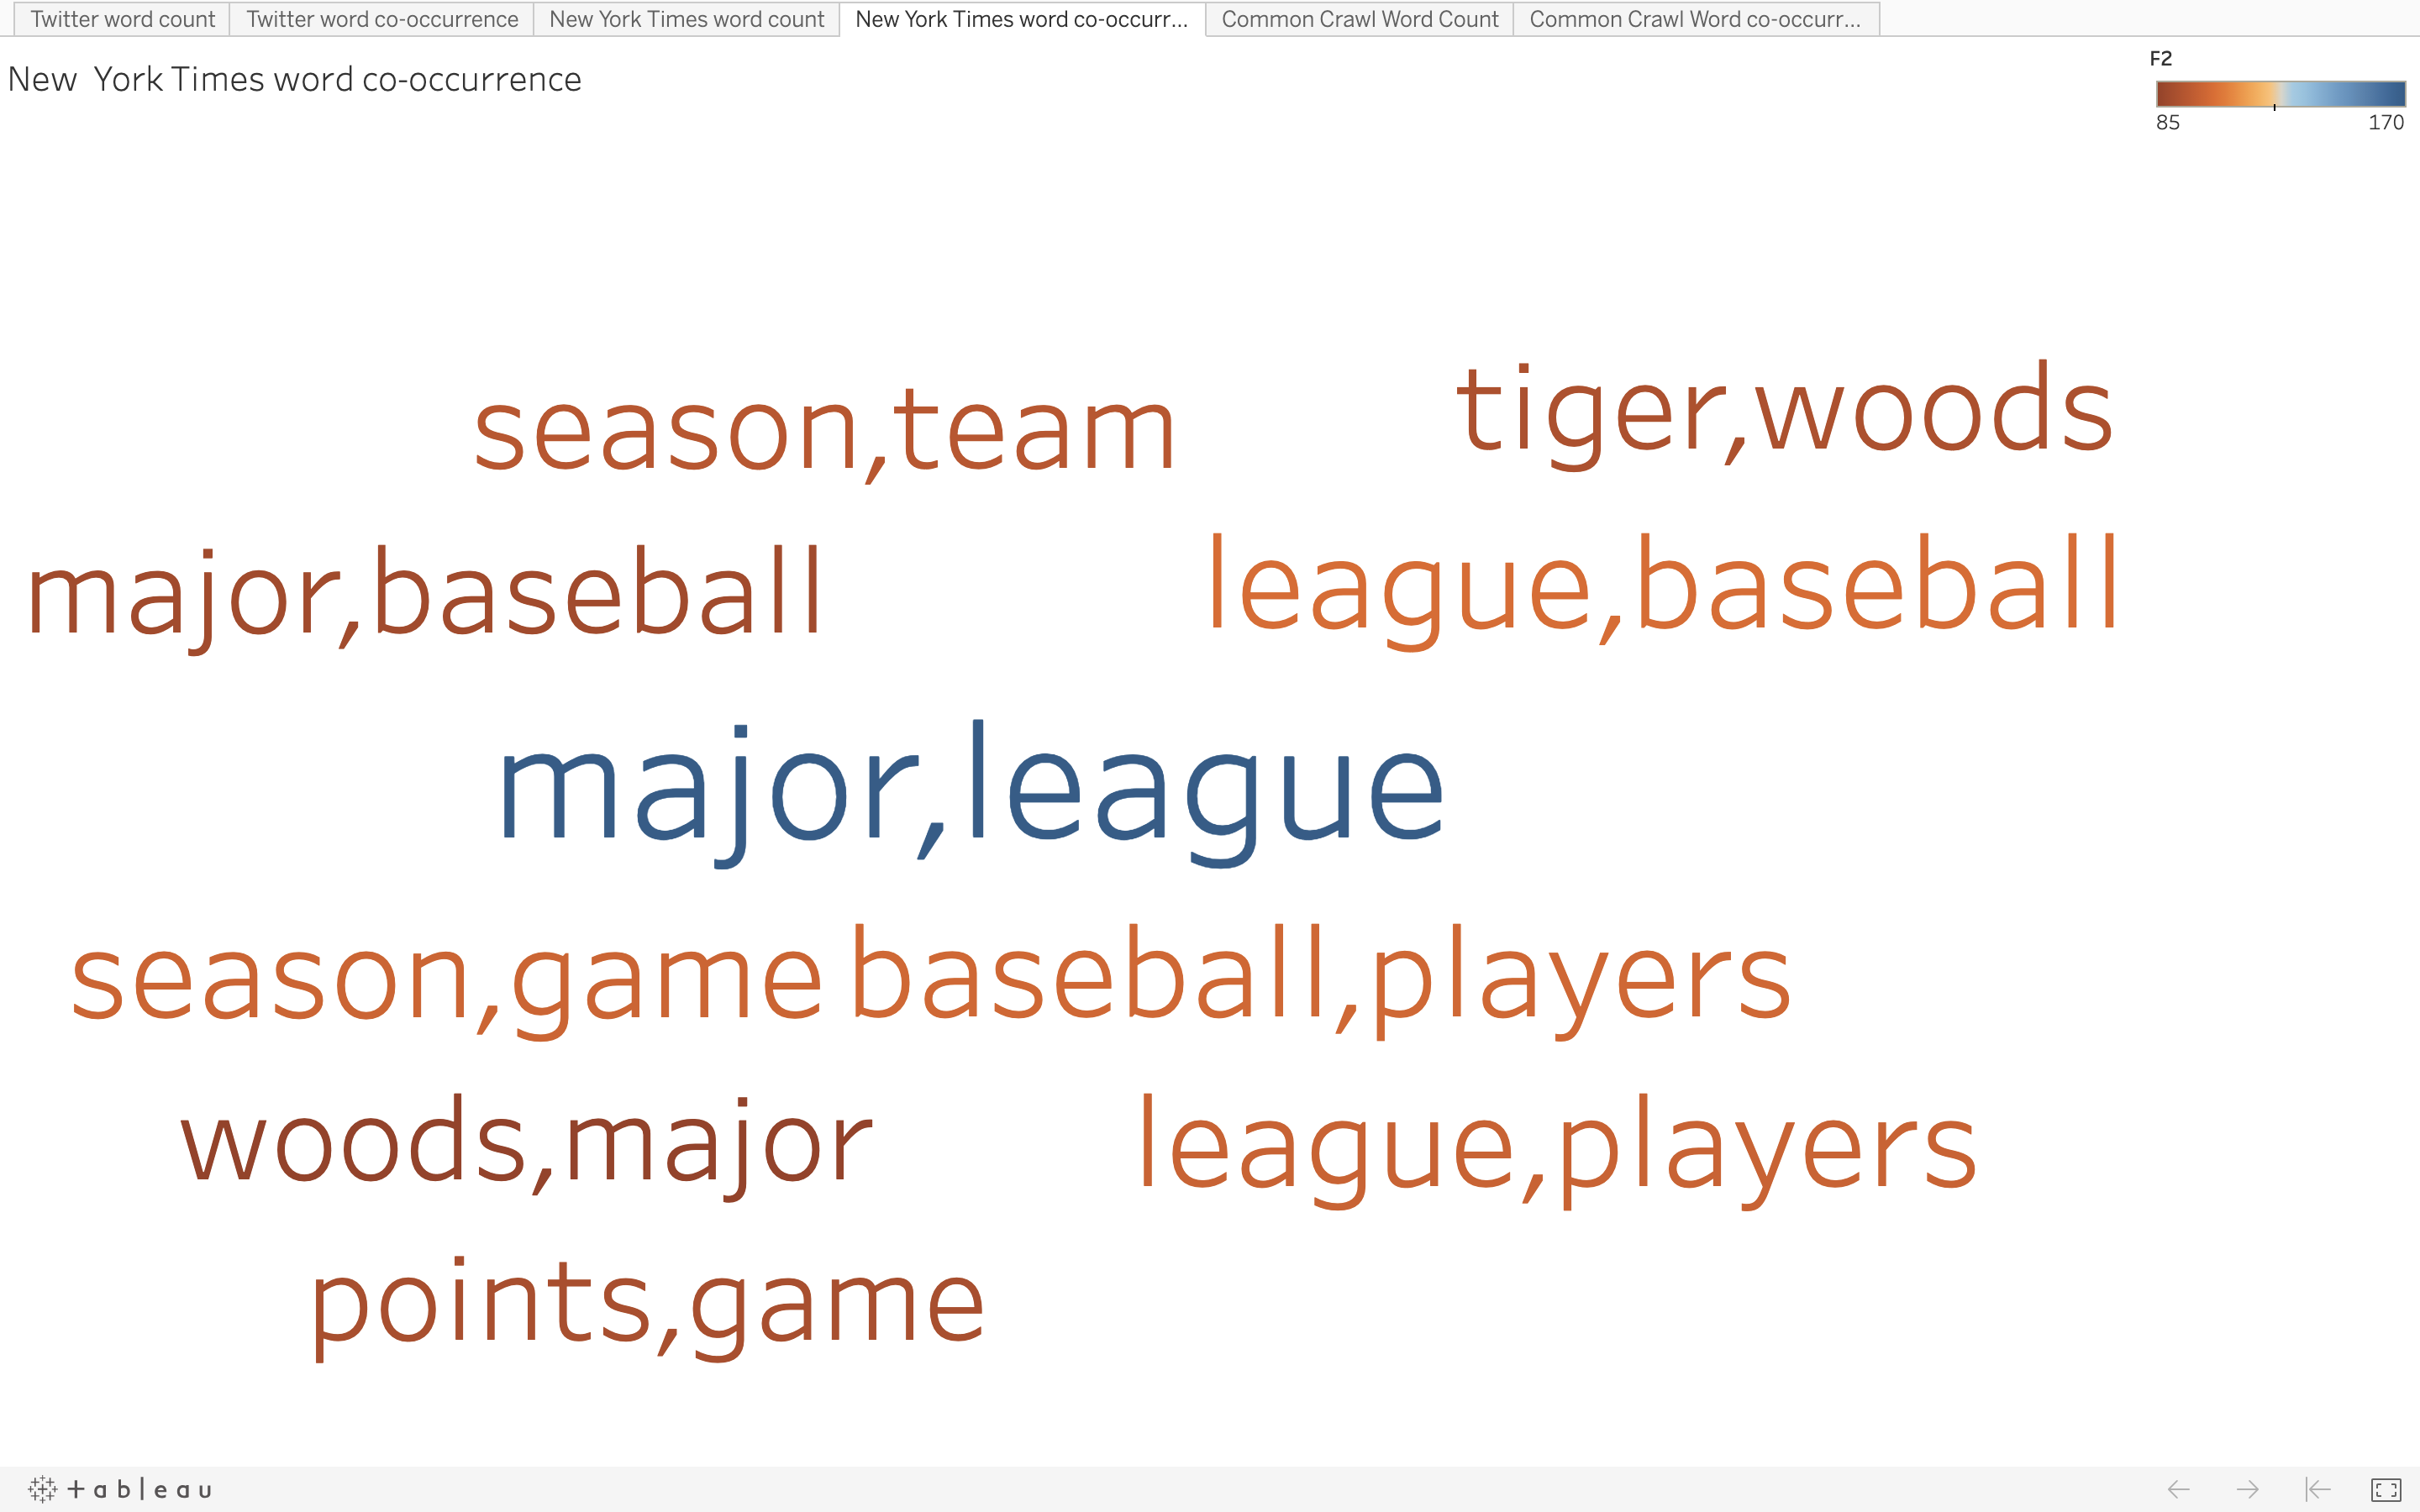 Twitter word count
Twitter word co-occurrence
New York Times word count
New York Times word co-occurr...
Common Crawl Word Count
Common Crawl Word co-occurr...
New York Times word co-occurrence
F2
85 170
season,team
tiger,woods
major,baseball
league,baseball
major,league
season,game
baseball,players
woods,major
league,players
points,game
+ableau